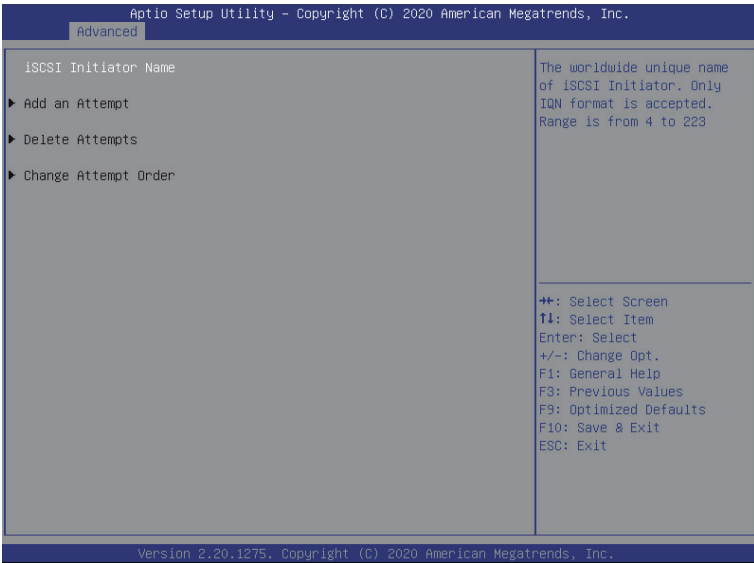 Aptio Setup Utility – Copyright (C) 2020 American Megatrends, Inc.
Advanced
iSCSI Initiator Name
▶ Add an Attempt
▶ Delete Attempts
▶ Change Attempt Order
The worldwide unique name
of iSCSI Initiator. Only
IQN format is accepted.
Range is from 4 to 223
→←: Select Screen
↑↓: Select Item
Enter: Select
+/-: Change Opt.
F1: General Help
F3: Previous Values
F9: Optimized Defaults
F10: Save & Exit
ESC: Exit
Version 2.20.1275. Copyright (C) 2020 American Megatrends, Inc.